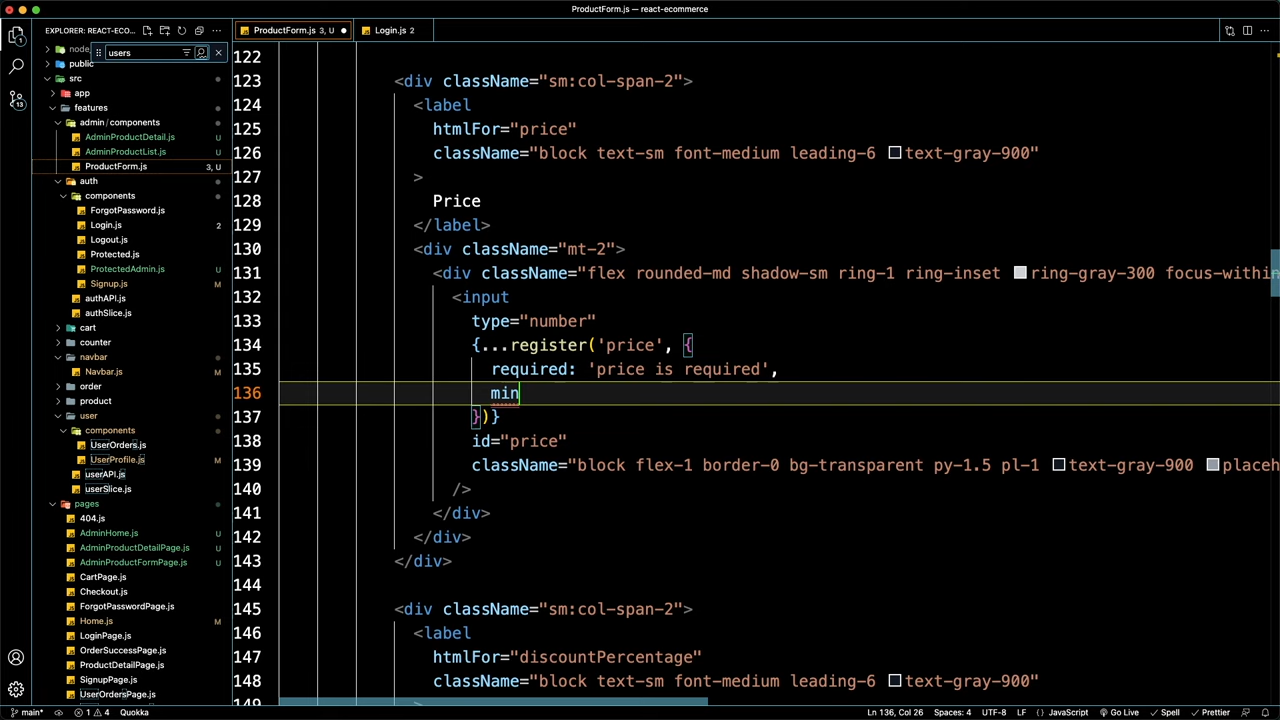 ProductForm.js — react-ecommerce
EXPLORER: REACT-ECO...
ProductForm.js 3, U
Login.js 2
node
users
public
src
app
features
admin/components
AdminProductDetail.js U
AdminProductList.js U
ProductForm.js 3, U
auth
components
ForgotPassword.js
Login.js 2
Logout.js
Protected.js
ProtectedAdmin.js U
Signup.js M
authAPI.js
authSlice.js
cart
counter
navbar
Navbar.js M
order
product
user
components
UserOrders.js
UserProfile.js M
userAPI.js
userSlice.js
pages
404.js
AdminHome.js U
AdminProductDetailPage.js U
AdminProductFormPage.js U
CartPage.js
Checkout.js
ForgotPasswordPage.js
Home.js M
LoginPage.js
OrderSuccessPage.js
ProductDetailPage.js
SignupPage.js
UserOrdersPage.js
1
13
122
123 <div className="sm:col-span-2">
124 <label
125 htmlFor="price"
126 className="block text-sm font-medium leading-6 text-gray-900"
127 >
128 Price
129 </label>
130 <div className="mt-2">
131 <div className="flex rounded-md shadow-sm ring-1 ring-inset ring-gray-300 focus-within
132 <input
133 type="number"
134 {...register('price', {
135 required: 'price is required',
136 min
137 })}
138 id="price"
139 className="block flex-1 border-0 bg-transparent py-1.5 pl-1 text-gray-900 placeh
140 />
141 </div>
142 </div>
143 </div>
144
145 <div className="sm:col-span-2">
146 <label
147 htmlFor="discountPercentage"
148 className="block text-sm font-medium leading-6 text-gray-900"
149 >
main* 1 4 Quokka
Ln 136, Col 26 Spaces: 4 UTF-8 LF {} JavaScript Go Live Spell Prettier